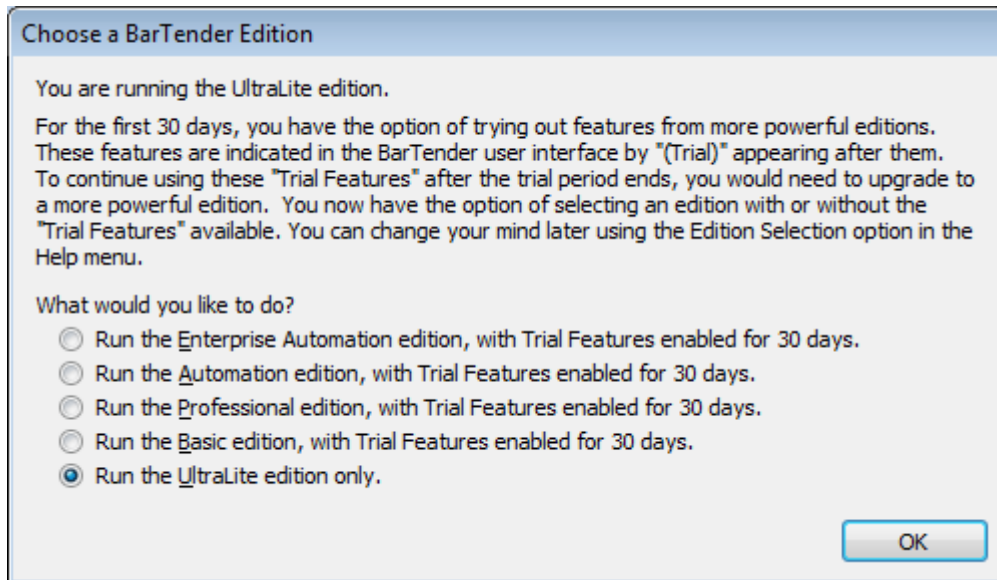 Choose a BarTender Edition
You are running the UltraLite edition.
For the first 30 days, you have the option of trying out features from more powerful editions.
These features are indicated in the BarTender user interface by "(Trial)" appearing after them.
To continue using these "Trial Features" after the trial period ends, you would need to upgrade to
a more powerful edition.  You now have the option of selecting an edition with or without the
"Trial Features" available. You can change your mind later using the Edition Selection option in the
Help menu.
What would you like to do?
Run the Enterprise Automation edition, with Trial Features enabled for 30 days.
Run the Automation edition, with Trial Features enabled for 30 days.
Run the Professional edition, with Trial Features enabled for 30 days.
Run the Basic edition, with Trial Features enabled for 30 days.
Run the UltraLite edition only.
OK